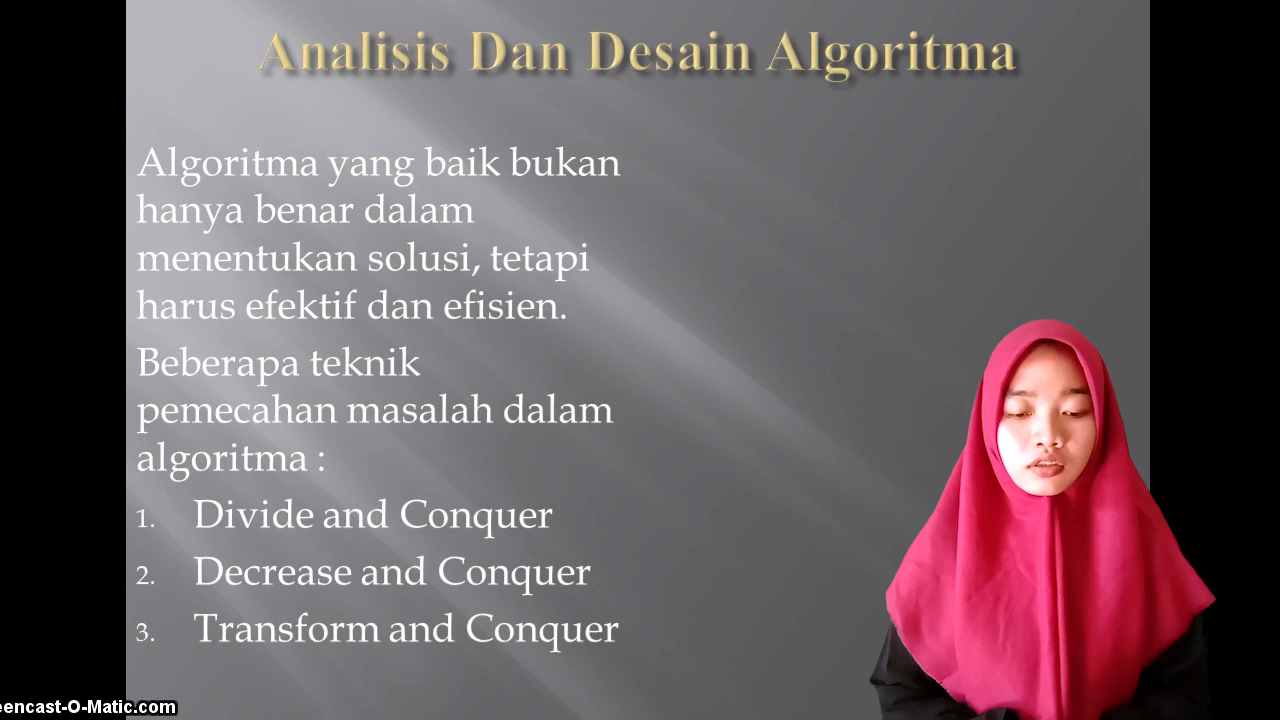 Analisis Dan Desain Algoritma
Algoritma yang baik bukan
hanya benar dalam
menentukan solusi, tetapi
harus efektif dan efisien.
Beberapa teknik
pemecahan masalah dalam
algoritma :
1. Divide and Conquer
2. Decrease and Conquer
3. Transform and Conquer
eencast-O-Matic.com